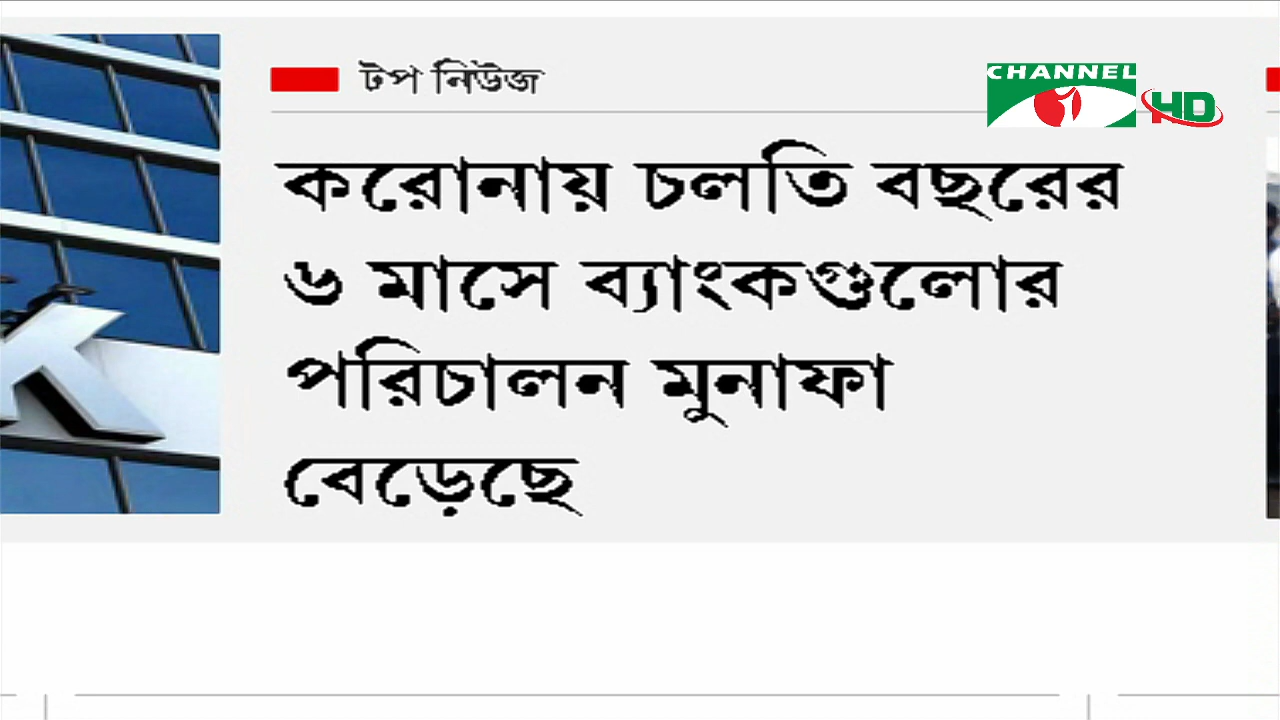 টপ নিউজ
CHANNEL
i HD
করোনায় চলতি বছরের
৬ মাসে ব্যাংকগুলোর
পরিচালন মুনাফা
বেড়েছে
K